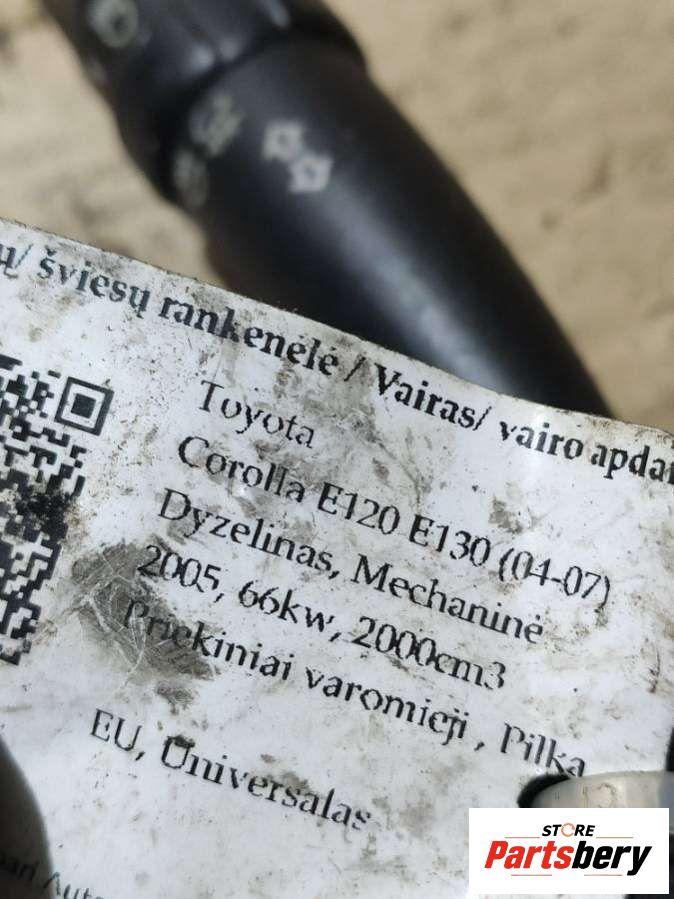 šviesų rankenėlė / Vairas/ vairo
Toyota
Corolla E120 E130 (04-07)
Dyzelinas, Mechaninė
2005, 66kw, 2000cm3
Priekiniai varomieji , Pilka
EU, Universalas
STORE
Partsbery